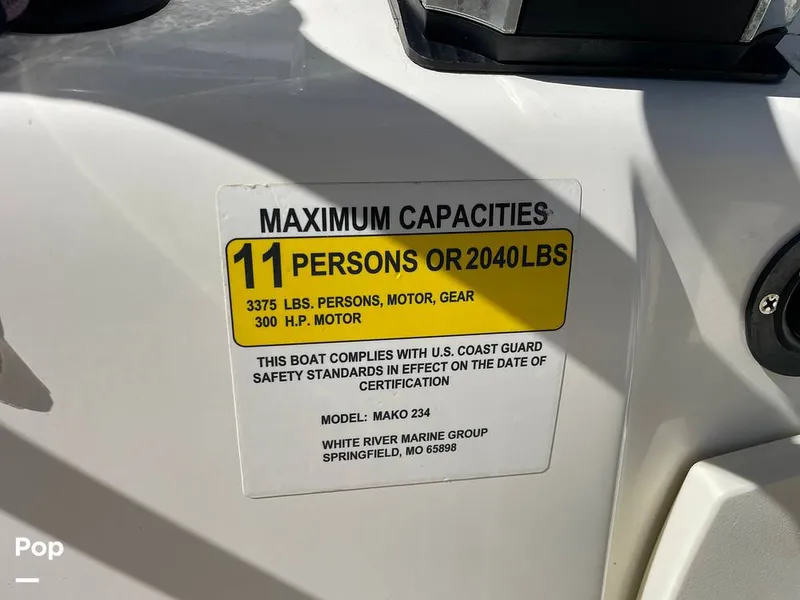 MAXIMUM CAPACITIES
11 PERSONS OR 2040 LBS
3375 LBS. PERSONS, MOTOR, GEAR
300 H.P. MOTOR
THIS BOAT COMPLIES WITH U.S. COAST GUARD
SAFETY STANDARDS IN EFFECT ON THE DATE OF
CERTIFICATION
MODEL: MAKO 234
WHITE RIVER MARINE GROUP
SPRINGFIELD, MO 65898
Pop